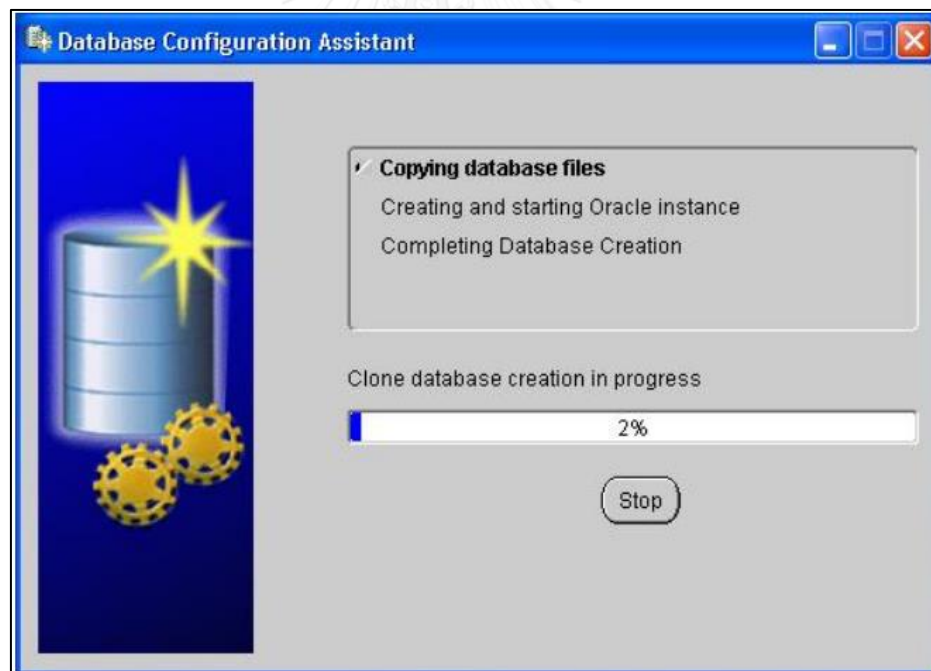 Database Configuration Assistant
Copying database files
Creating and starting Oracle instance
Completing Database Creation
Clone database creation in progress
2%
Stop